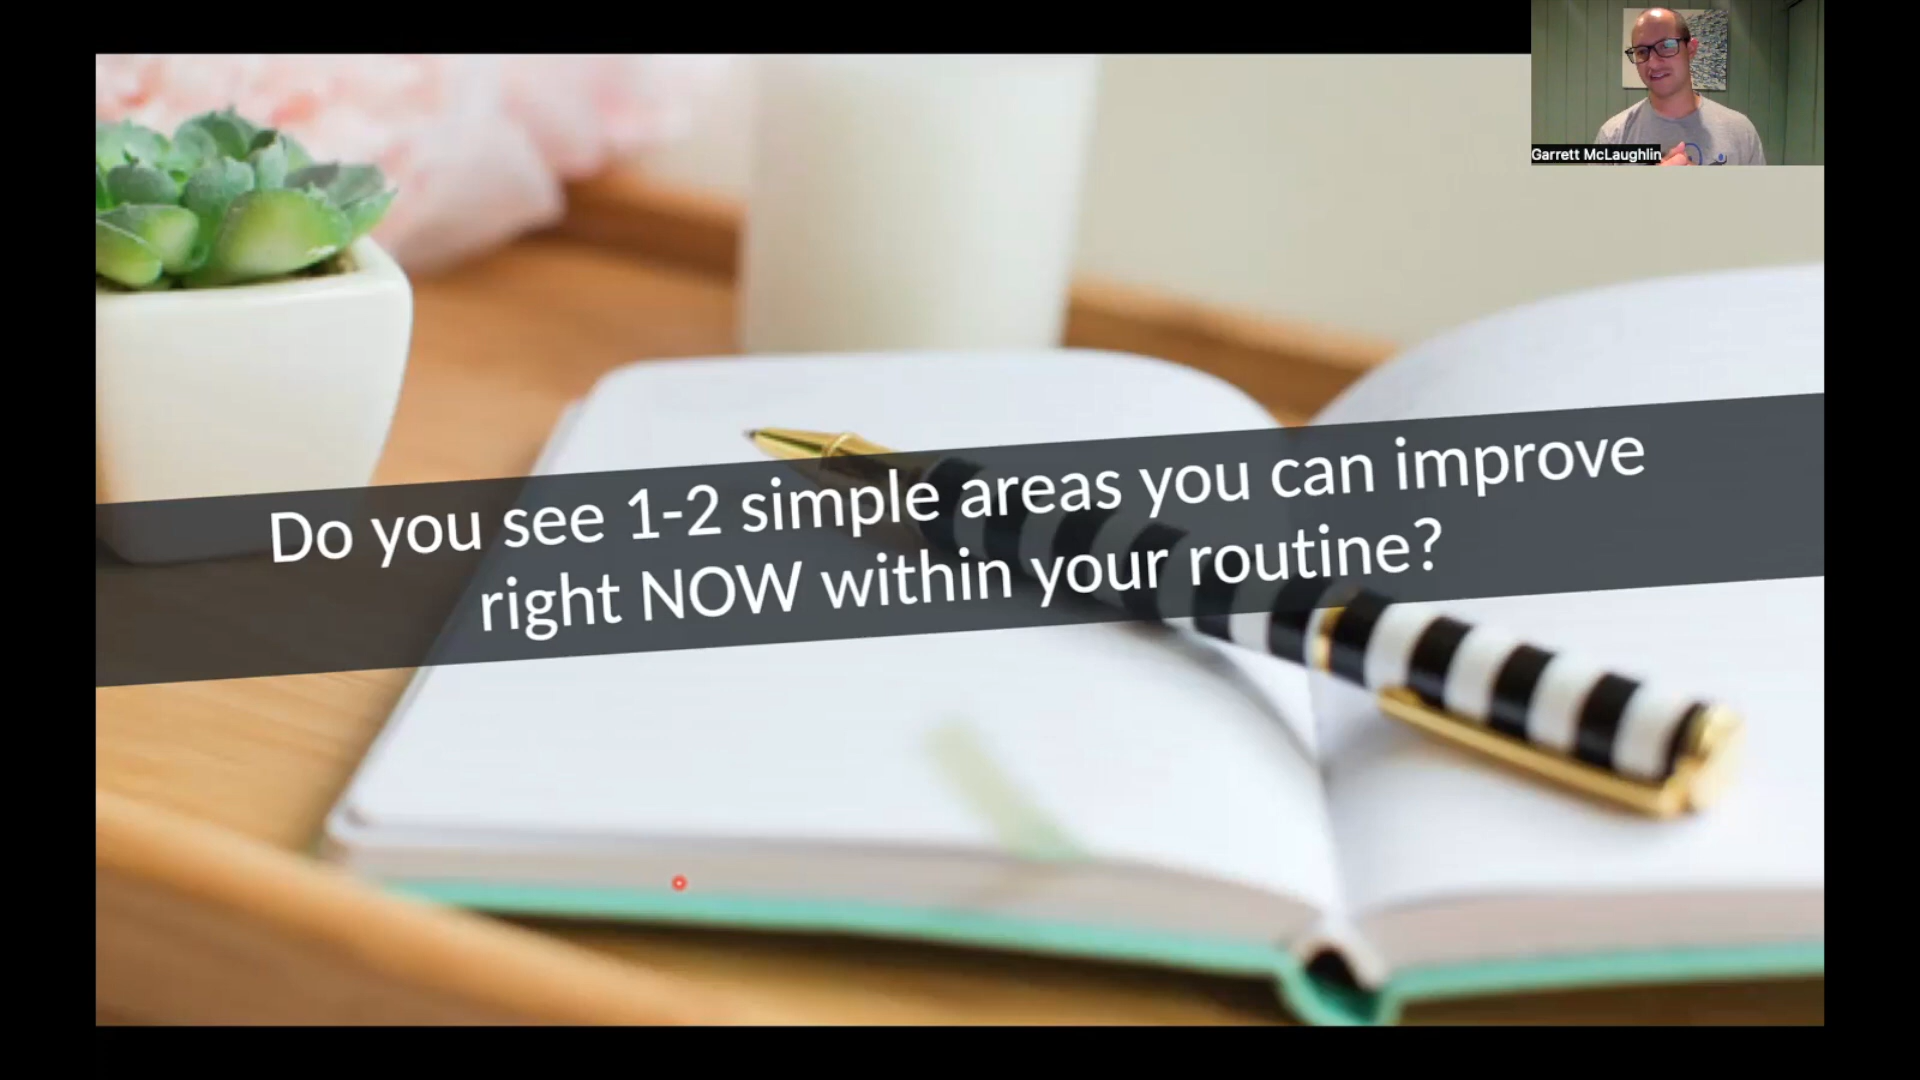 Garrett McLaughlin
Do you see 1-2 simple areas you can improve
right NOW within your routine?